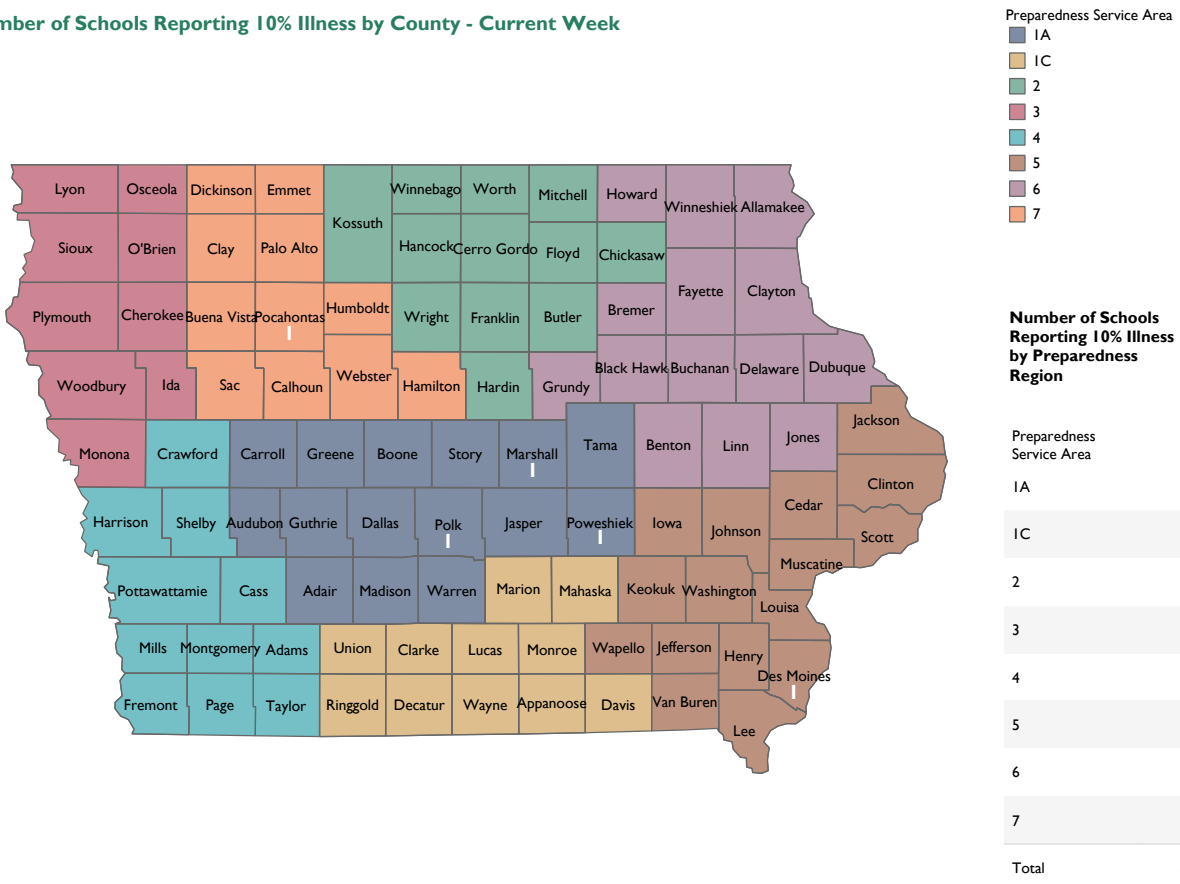 mber of Schools Reporting 10% Illness by County - Current Week
Preparedness Service Area
1A
1C
2
3
4
5
6
7
Lyon Osceola Dickinson Emmet Kossuth Winnebago Worth Mitchell Howard Winneshiek Allamakee
Sioux O'Brien Clay Palo Alto Hancock Cerro Gordo Floyd Chickasaw
Plymouth Cherokee Buena Vista Pocahontas Humboldt Wright Franklin Butler Bremer Fayette Clayton
1
Woodbury Ida Sac Calhoun Webster Hamilton Hardin Grundy Black Hawk Buchanan Delaware Dubuque
Monona Crawford Carroll Greene Boone Story Marshall Tama Benton Linn Jones Jackson
1
Clinton
Harrison Shelby Audubon Guthrie Dallas Polk Jasper Poweshiek Iowa Johnson Cedar Scott
1 1
Muscatine
Pottawattamie Cass Adair Madison Warren Marion Mahaska Keokuk Washington Louisa
Mills Montgomery Adams Union Clarke Lucas Monroe Wapello Jefferson Henry Des Moines
1
Fremont Page Taylor Ringgold Decatur Wayne Appanoose Davis Van Buren Lee
Number of Schools
Reporting 10% Illness
by Preparedness
Region
Preparedness
Service Area
1A
1C
2
3
4
5
6
7
Total